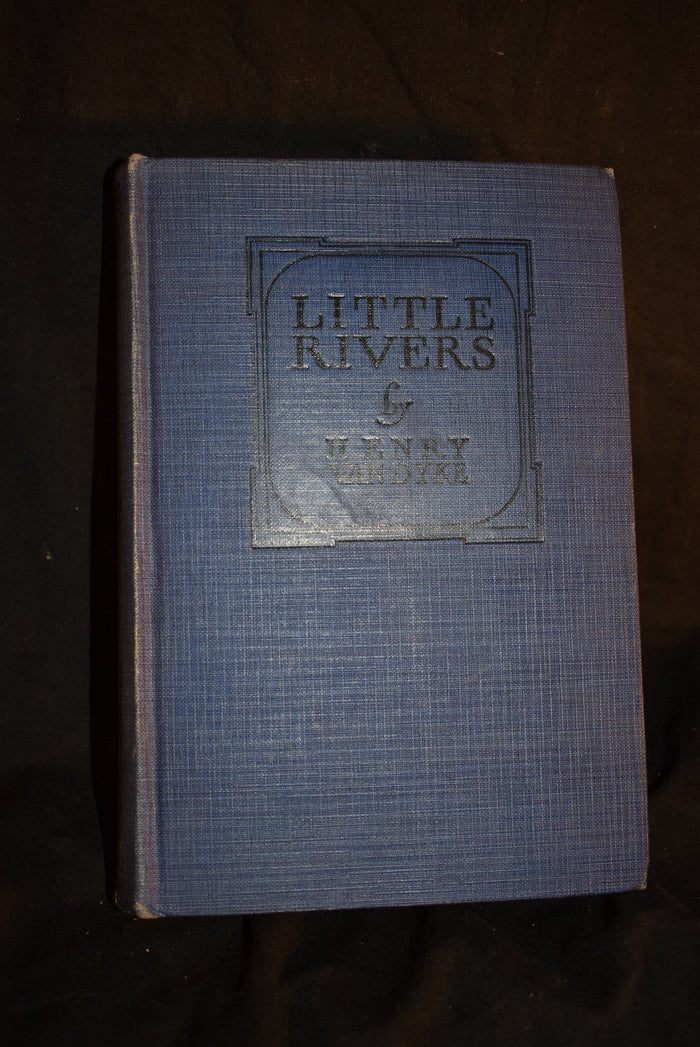 LITTLE
RIVERS
by
HENRY
VAN DYKE